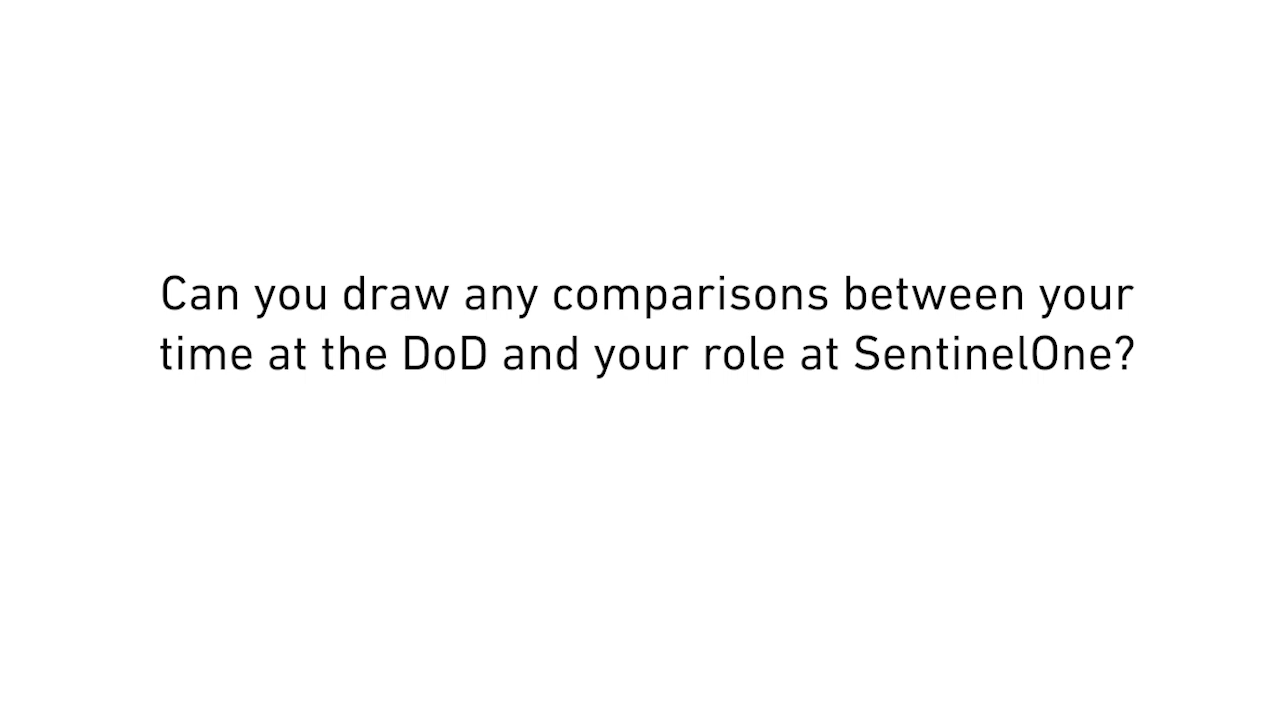 Can you draw any comparisons between your
time at the DoD and your role at SentinelOne?